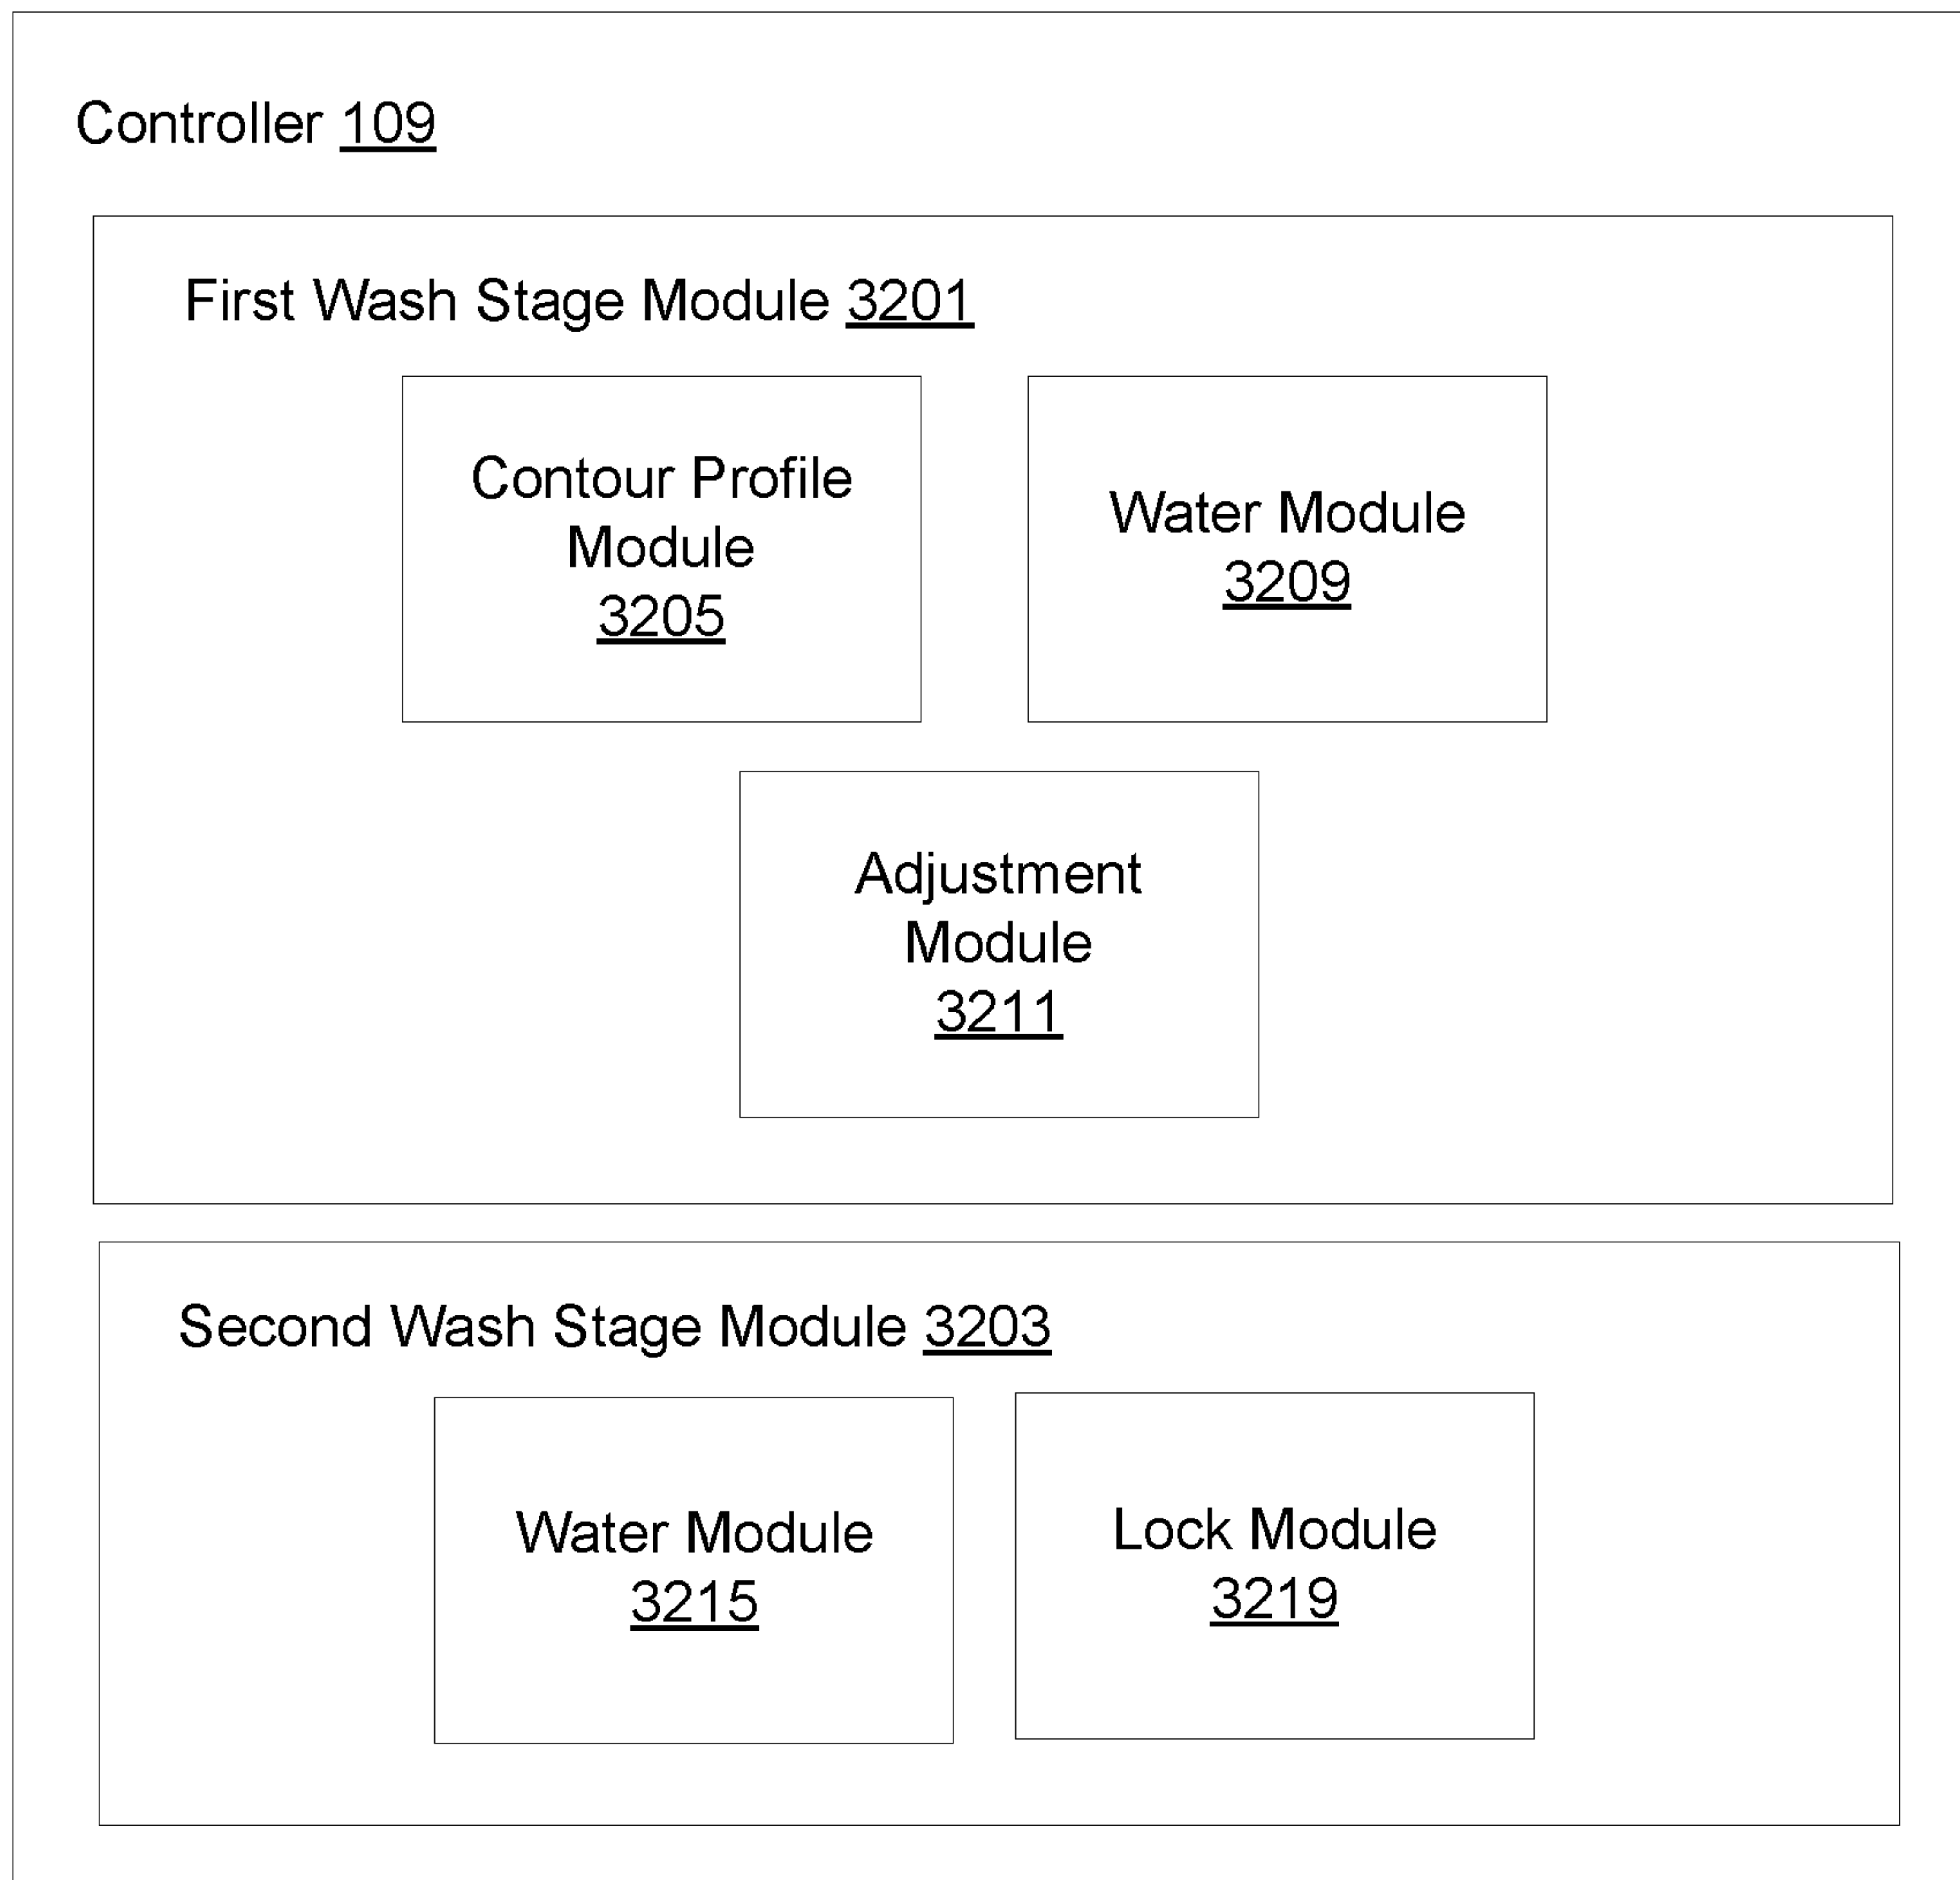 Controller 109
First Wash Stage Module 3201
Contour Profile
Module
3205
Water Module
3209
Adjustment
Module
3211
Second Wash Stage Module 3203
Water Module
3215
Lock Module
3219